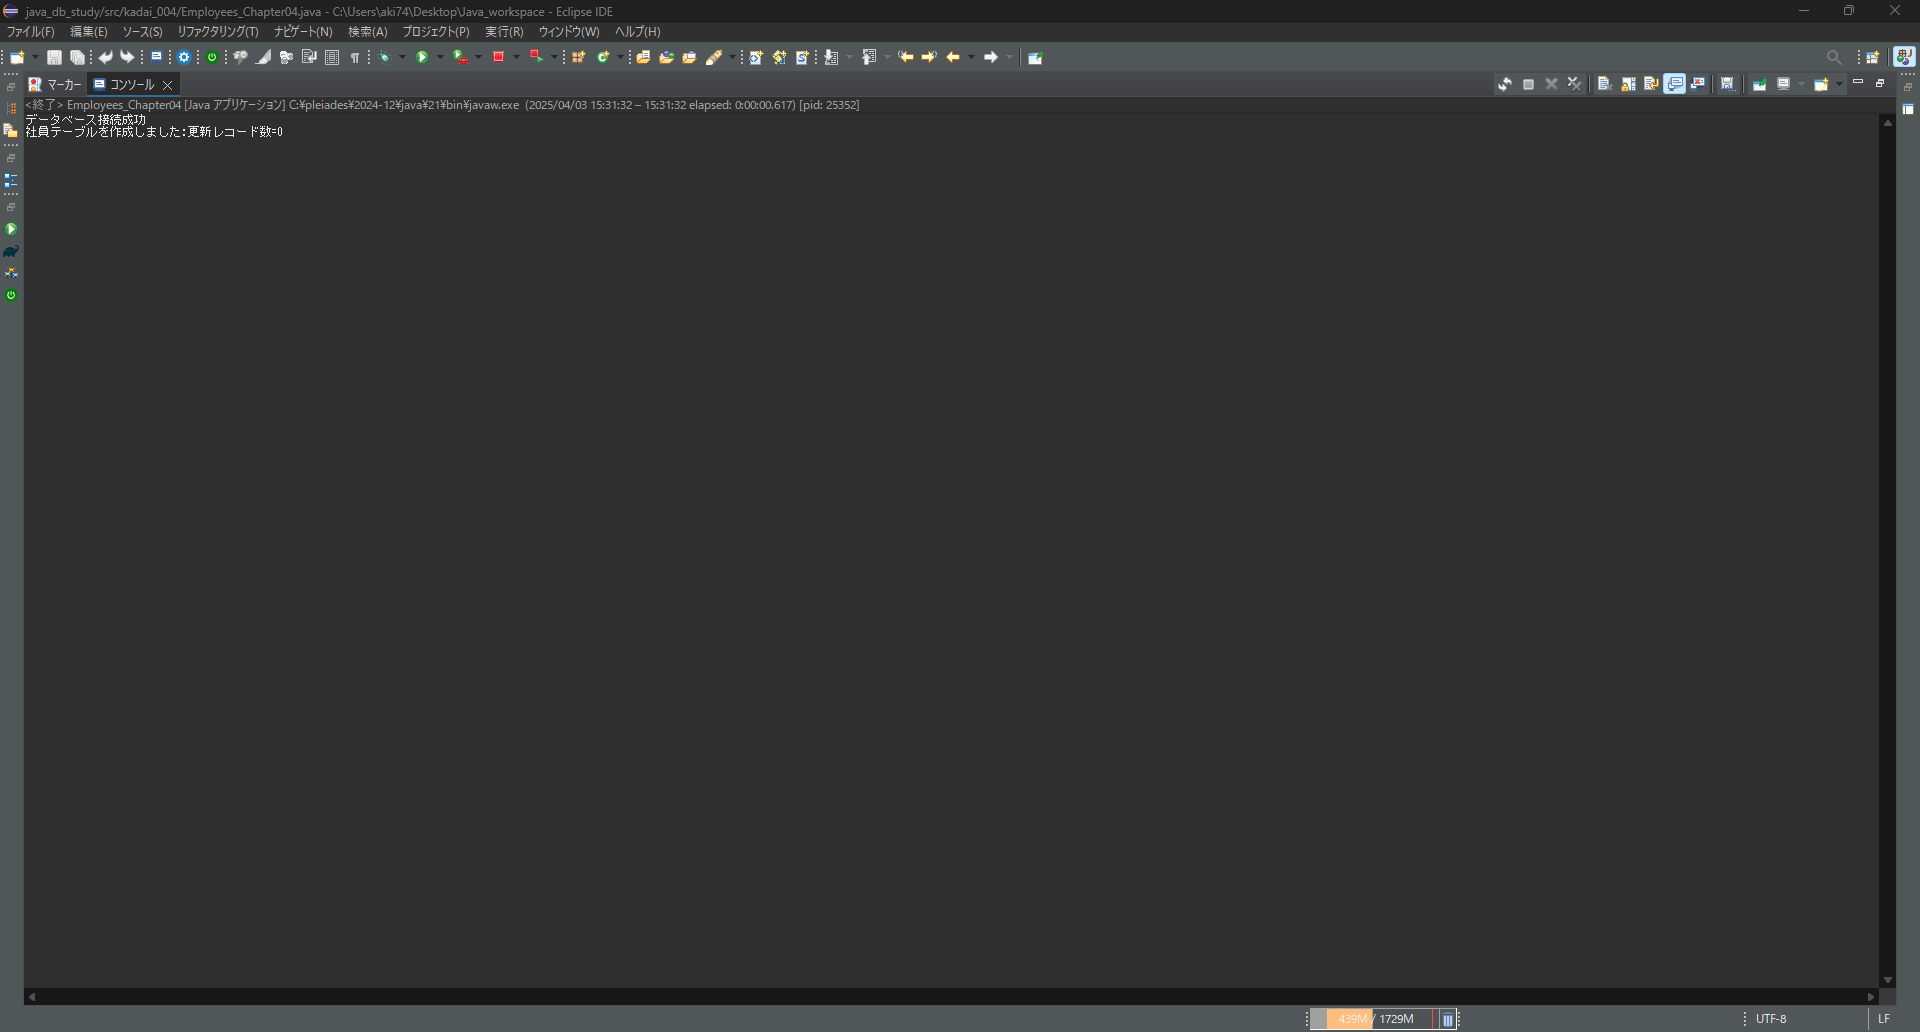 java_db_study/src/kadai_004/Employees_Chapter04.java - C:\Users\aki74\Desktop\Java_workspace - Eclipse IDE
ファイル(F) 編集(E) ソース(S) リファクタリング(T) ナビゲート(N) 検索(A) プロジェクト(P) 実行(R) ウィンドウ(W) ヘルプ(H)
マーカー コンソール
<終了> Employees_Chapter04 [Java アプリケーション] C:¥pleiades¥2024-12¥java¥21¥bin¥javaw.exe (2025/04/03 15:31:32 – 15:31:32 elapsed: 0:00:00.617) [pid: 25352]
データベース接続成功
社員テーブルを作成しました:更新レコード数=0
439M / 1729M
UTF-8
LF